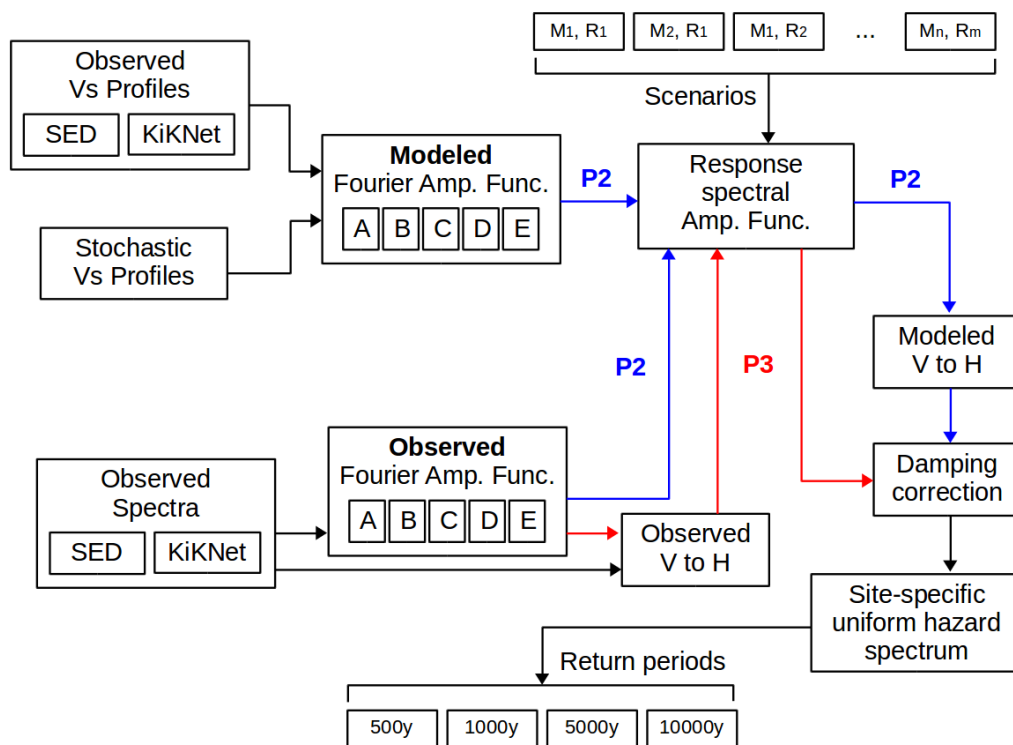 M1, R1
M2, R1
M1, R2
...
Mn, Rm
Scenarios
Observed
Vs Profiles
SED
KiKNet
Stochastic
Vs Profiles
Modeled
Fourier Amp. Func.
A B C D E
P2
Response
spectral
Amp. Func.
P2
Modeled
V to H
P2
P3
Observed
Spectra
SED
KiKNet
Observed
Fourier Amp. Func.
A B C D E
Observed
V to H
Damping
correction
Site-specific
uniform hazard
spectrum
Return periods
500y
1000y
5000y
10000y